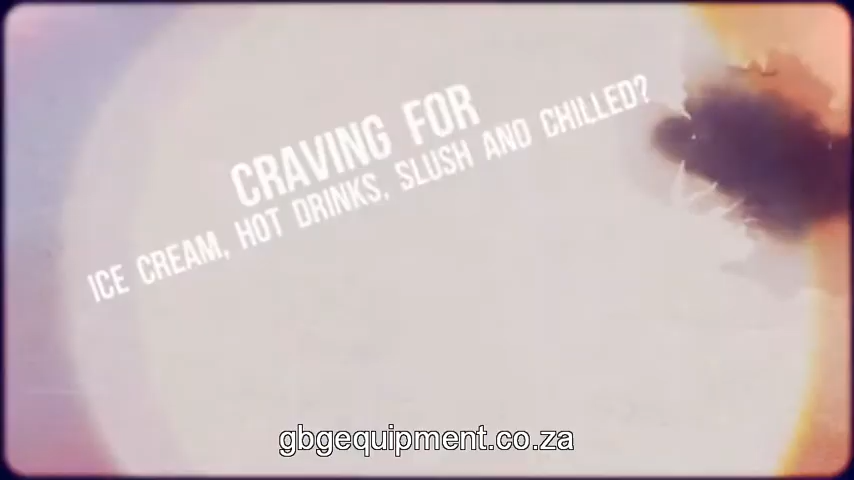 CRAVING FOR
ICE CREAM, HOT DRINKS, SLUSH AND CHILLED?
gbgequipment.co.za